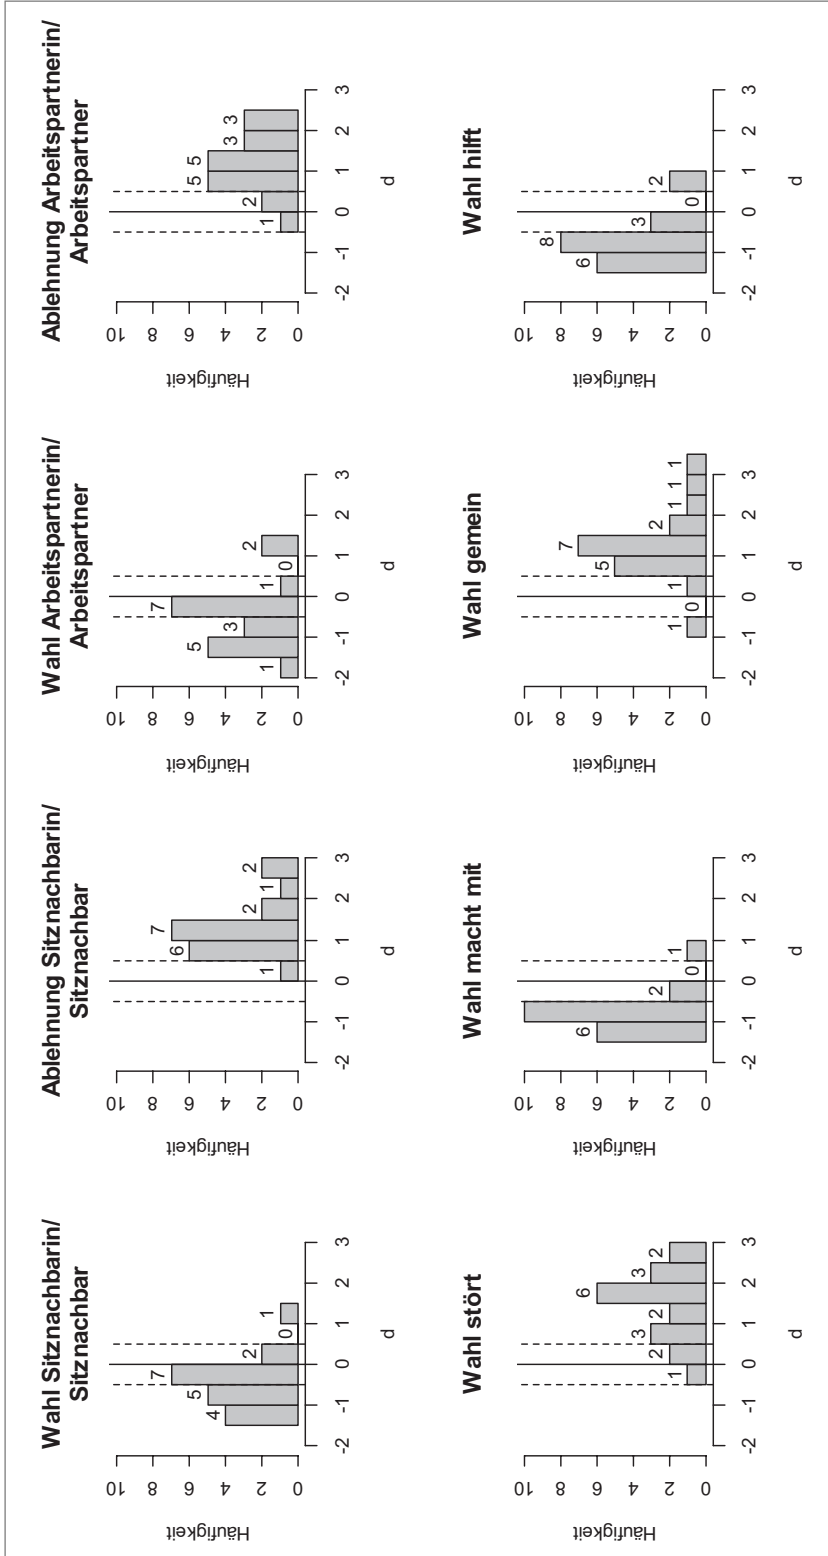 Wahl Sitznachbarin/
Sitznachbar
Häufigkeit
10
8
6
4
2
0
4
5
7
2
0
1
-2 -1 0 1 2 3
d
Ablehnung Sitznachbarin/
Sitznachbar
Häufigkeit
10
8
6
4
2
0
1
6
7
2
1
2
-2 -1 0 1 2 3
d
Wahl Arbeitspartnerin/
Arbeitspartner
Häufigkeit
10
8
6
4
2
0
1
5
3
7
1
0
2
-2 -1 0 1 2 3
d
Ablehnung Arbeitspartnerin/
Arbeitspartner
Häufigkeit
10
8
6
4
2
0
1
2
5
5
3
3
-2 -1 0 1 2 3
d
Wahl stört
Häufigkeit
10
8
6
4
2
0
1
2
3
2
6
3
2
-2 -1 0 1 2 3
d
Wahl macht mit
Häufigkeit
10
8
6
4
2
0
6
2
0
1
-2 -1 0 1 2 3
d
Wahl gemein
Häufigkeit
10
8
6
4
2
0
1
0
1
5
7
2
1
1
1
-2 -1 0 1 2 3
d
Wahl hilft
Häufigkeit
10
8
6
4
2
0
6
8
3
0
2
-2 -1 0 1 2 3
d